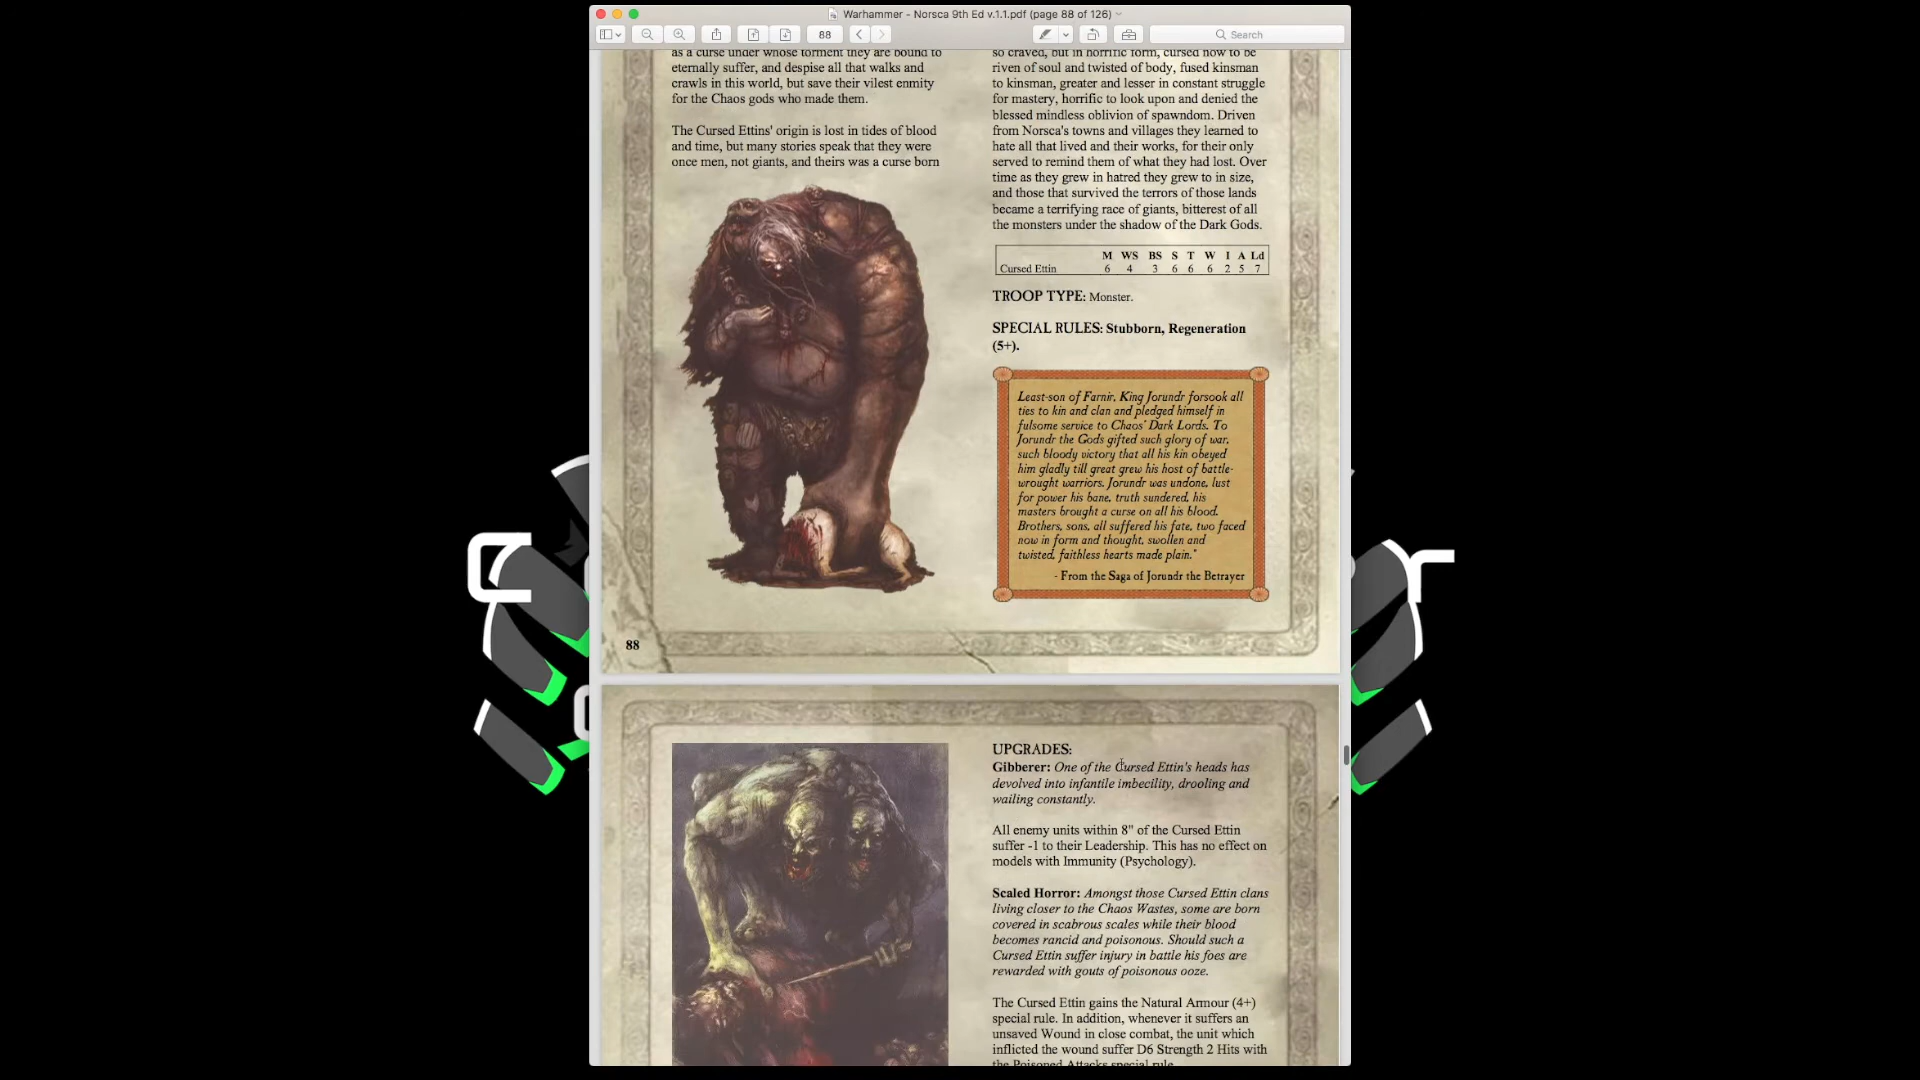 Warhammer - Norsca 9th Ed v.1.1.pdf (page 88 of 126)
88
Search
as a curse under whose torment they are bound to
eternally suffer, and despise all that walks and
crawls in this world, but save their vilest enmity
for the Chaos gods who made them.
The Cursed Ettins' origin is lost in tides of blood
and time, but many stories speak that they were
once men, not giants, and theirs was a curse born
so craved, but in horrific form, cursed now to be
riven of soul and twisted of body, fused kinsman
to kinsman, greater and lesser in constant struggle
for mastery, horrific to look upon and denied the
blessed mindless oblivion of spawndom. Driven
from Norsca's towns and villages they learned to
hate all that lived and their works, for their only
served to remind them of what they had lost. Over
time as they grew in hatred they grew to in size,
and those that survived the terrors of those lands
became a terrifying race of giants, bitterest of all
the monsters under the shadow of the Dark Gods.
M WS BS S T W I A Ld
Cursed Ettin 6 4 3 6 6 6 2 5 7
TROOP TYPE: Monster.
SPECIAL RULES: Stubborn, Regeneration
(5+).
Least-son of Farnir, King Jorundr forsook all
ties to kin and clan and pledged himself in
fulsome service to Chaos' Dark Lords. To
Jorundr the Gods gifted such glory of war,
such bloody victory that all his kin obeyed
him gladly till great grew his host of battle-
wrought warriors. Jorundr was undone, lust
for power his bane, truth sundered, his
masters brought a curse on all his blood.
Brothers, sons, all suffered his fate, two faced
now in form and thought, swollen and
twisted, faithless hearts made plain."
- From the Saga of Jorundr the Betrayer
88
UPGRADES:
Gibberer: One of the Cursed Ettin's heads has
devolved into infantile imbecility, drooling and
wailing constantly.
All enemy units within 8" of the Cursed Ettin
suffer -1 to their Leadership. This has no effect on
models with Immunity (Psychology).
Scaled Horror: Amongst those Cursed Ettin clans
living closer to the Chaos Wastes, some are born
covered in scabrous scales while their blood
becomes rancid and poisonous. Should such a
Cursed Ettin suffer injury in battle his foes are
rewarded with gouts of poisonous ooze.
The Cursed Ettin gains the Natural Armour (4+)
special rule. In addition, whenever it suffers an
unsaved Wound in close combat, the unit which
inflicted the wound suffer D6 Strength 2 Hits with
the Poisoned Attacks special rule.